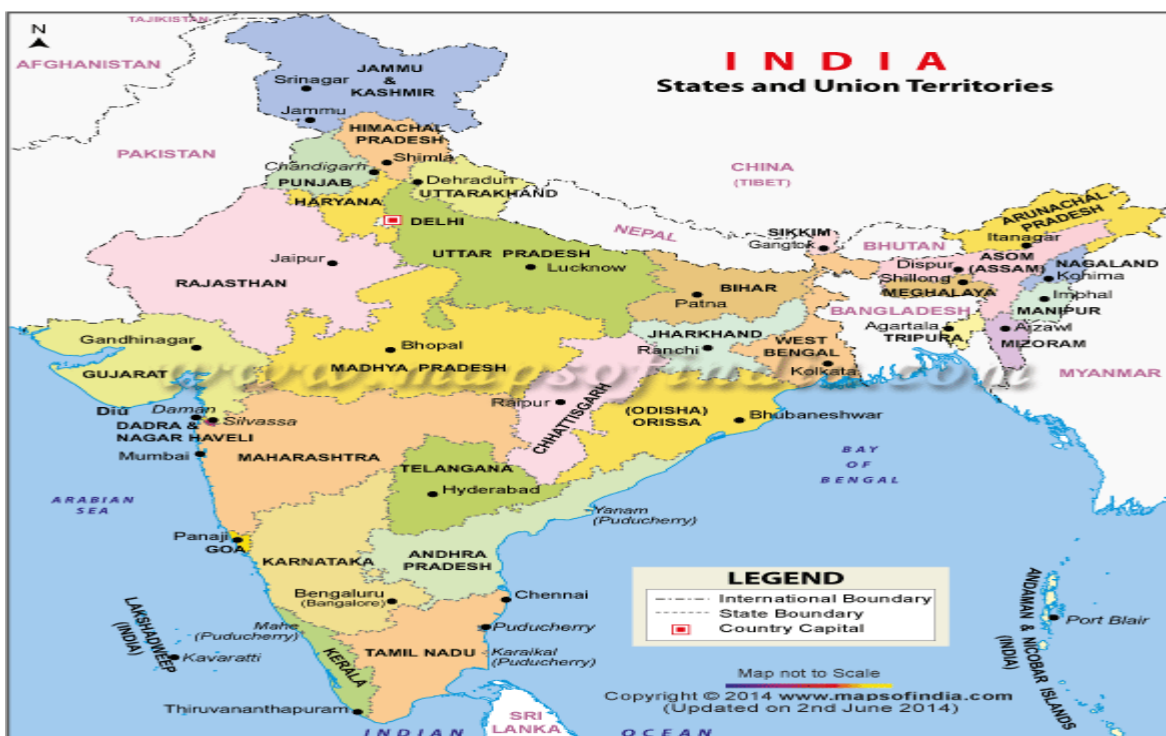 TAJIKISTAN
N
AFGHANISTAN
INDIA
States and Union Territories
JAMMU
&
KASHMIR
Srinagar
Jammu
HIMACHAL
PRADESH
PAKISTAN
Chandigarh
Shimla
PUNJAB
Dehradun
UTTARAKHAND
CHINA
(TIBET)
HARYANA
DELHI
NEPAL
SIKKIM
Gangtok
BHUTAN
ARUNACHAL
PRADESH
Itanagar
UTTAR PRADESH
Lucknow
Jaipur
RAJASTHAN
BIHAR
Patna
Dispur
ASOM
(ASSAM)
NAGALAND
Kohima
Shillong
MEGHALAYA
Imphal
MANIPUR
BANGLADESH
Agartala
TRIPURA
Aizawl
MIZORAM
MYANMAR
Gandhinagar
GUJARAT
Bhopal
MADHYA PRADESH
JHARKHAND
Ranchi
WEST
BENGAL
Kolkata
www.mapsofindia.com
Diu
Daman
Silvassa
DADRA &
NAGAR HAVELI
Mumbai
MAHARASHTRA
Raipur
CHHATTISGARH
(ODISHA)
ORISSA
Bhubaneshwar
TELANGANA
Hyderabad
BAY
OF
BENGAL
ARABIAN
SEA
Yanam
(Puducherry)
Panaji
GOA
KARNATAKA
ANDHRA
PRADESH
Bengaluru
(Bangalore)
Chennai
LAKSHADWEEP
(INDIA)
Kavaratti
Mahe
(Puducherry)
KERALA
TAMIL NADU
Puducherry
Karaikal
(Puducherry)
Thiruvananthapuram
SRI
LANKA
INDIAN OCEAN
ANDAMAN & NICOBAR ISLANDS
(INDIA)
Port Blair
LEGEND
International Boundary
State Boundary
Country Capital
Map not to Scale
Copyright © 2014 www.mapsofindia.com
(Updated on 2nd June 2014)